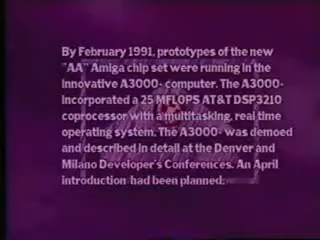 By February 1991, prototypes of the new
"AA" Amiga chip set were running in the
innovative A3000+ computer. The A3000+
incorporated a 25 MFLOPS AT&T DSP3210
coprocessor with a multitasking, real time
operating system. The A3000+ was demoed
and described in detail at the Denver and
Milano Developer's Conferences. An April
introduction had been planned.